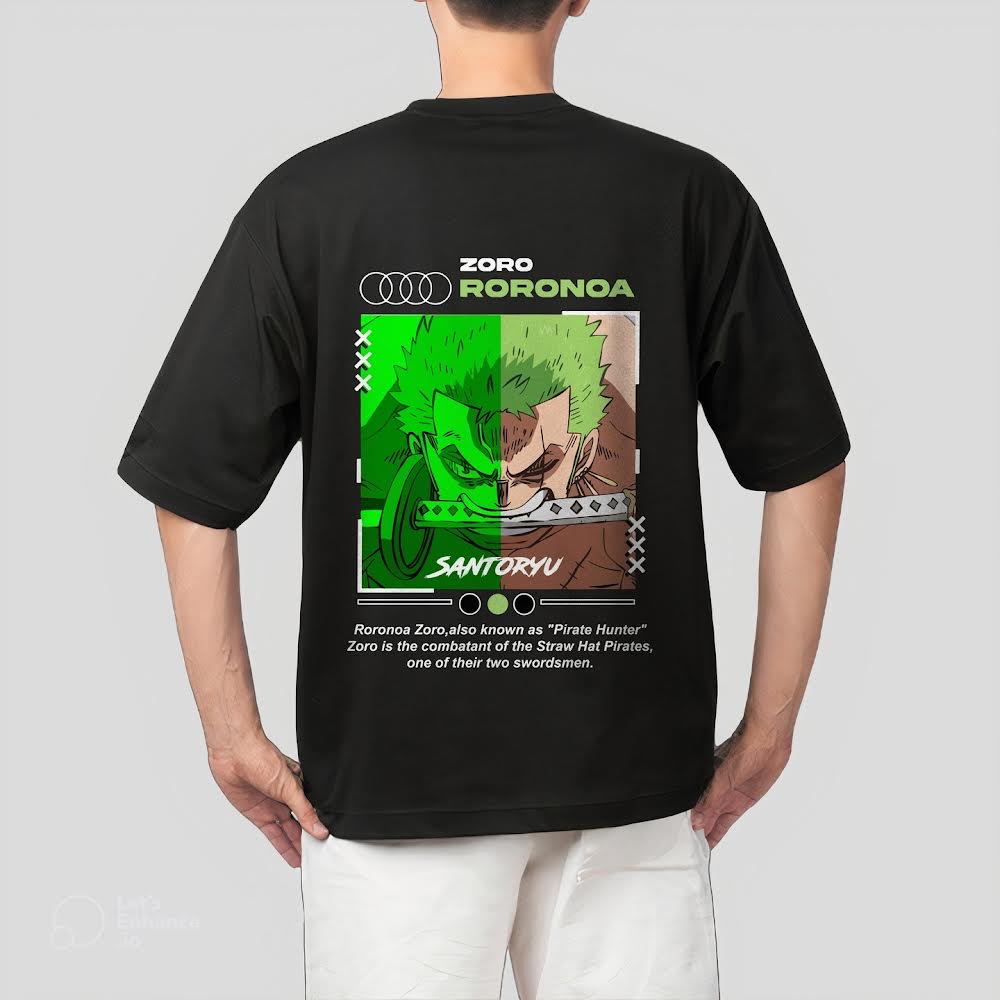 ZORO
RORONOA
SANTORYU
Roronoa Zoro,also known as "Pirate Hunter"
Zoro is the combatant of the Straw Hat Pirates,
one of their two swordsmen.
Let's
Enhance
.io